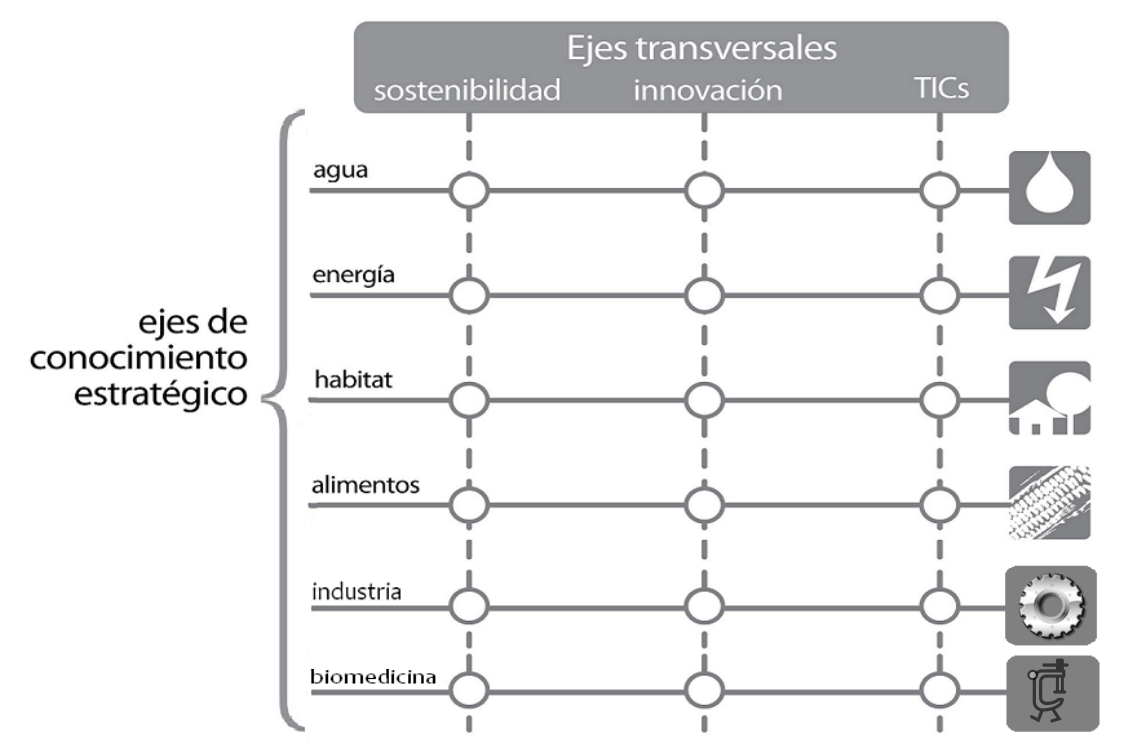 Ejes transversales
sostenibilidad innovación TICs
agua
energía
ejes de
conocimiento
estratégico
habitat
alimentos
industria
biomedicina